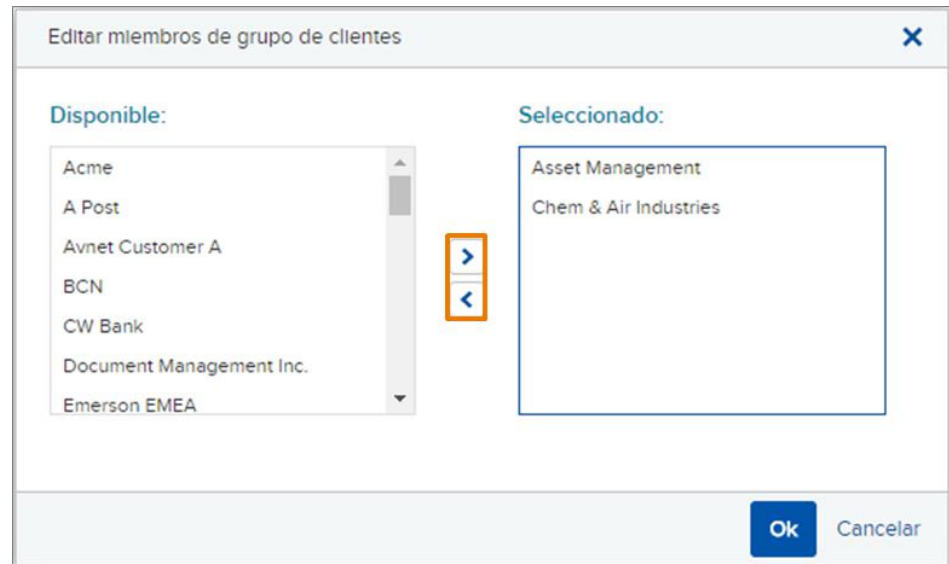 Editar miembros de grupo de clientes
Disponible:
Acme
A Post
Avnet Customer A
BCN
CW Bank
Document Management Inc.
Emerson EMEA
Seleccionado:
Asset Management
Chem & Air Industries
Ok
Cancelar